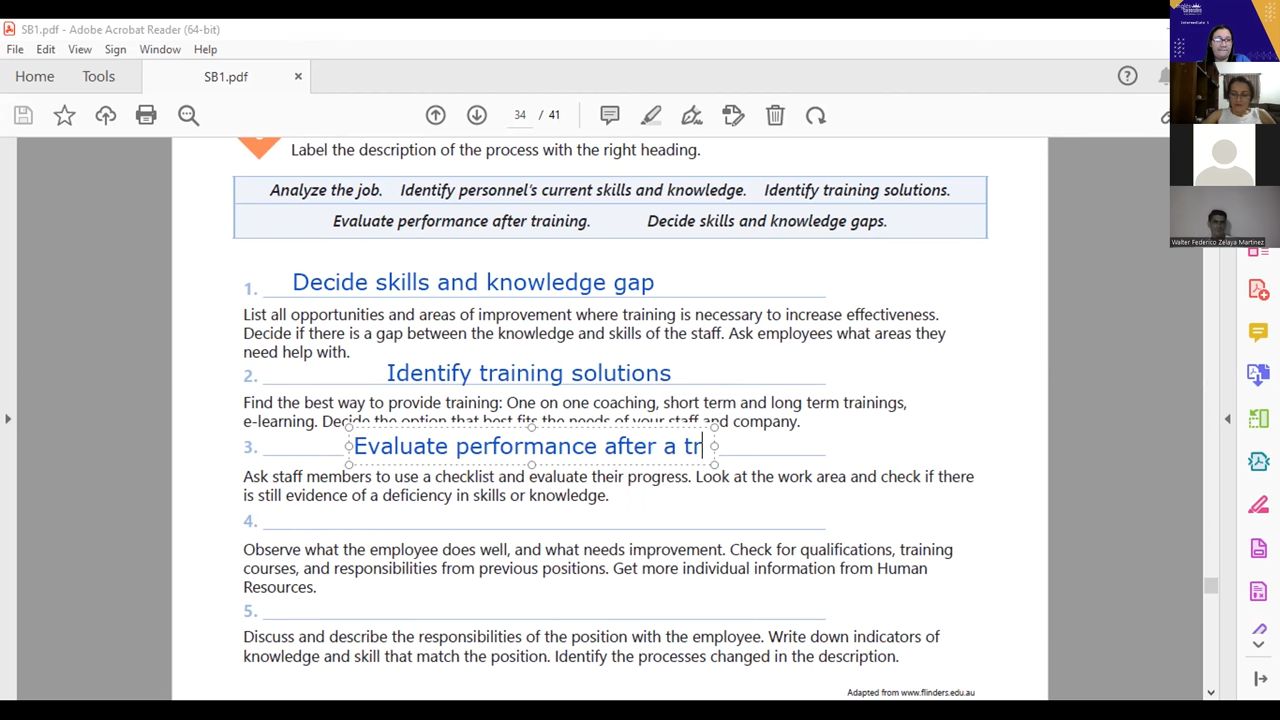 SB1.pdf - Adobe Acrobat Reader (64-bit)
File Edit View Sign Window Help
Home Tools SB1.pdf ×
34 / 41
Label the description of the process with the right heading.
Analyze the job. Identify personnel's current skills and knowledge. Identify training solutions.
Evaluate performance after training. Decide skills and knowledge gaps.
1. Decide skills and knowledge gap
List all opportunities and areas of improvement where training is necessary to increase effectiveness.
Decide if there is a gap between the knowledge and skills of the staff. Ask employees what areas they
need help with.
2. Identify training solutions
Find the best way to provide training: One on one coaching, short term and long term trainings,
e-learning. Decide the option that best fits the needs of your staff and company.
3. Evaluate performance after a tr
Ask staff members to use a checklist and evaluate their progress. Look at the work area and check if there
is still evidence of a deficiency in skills or knowledge.
4.
Observe what the employee does well, and what needs improvement. Check for qualifications, training
courses, and responsibilities from previous positions. Get more individual information from Human
Resources.
5.
Discuss and describe the responsibilities of the position with the employee. Write down indicators of
knowledge and skill that match the position. Identify the processes changed in the description.
Adapted from www.flinders.edu.au
Intermediate 1
Walter Federico Zelaya Martinez